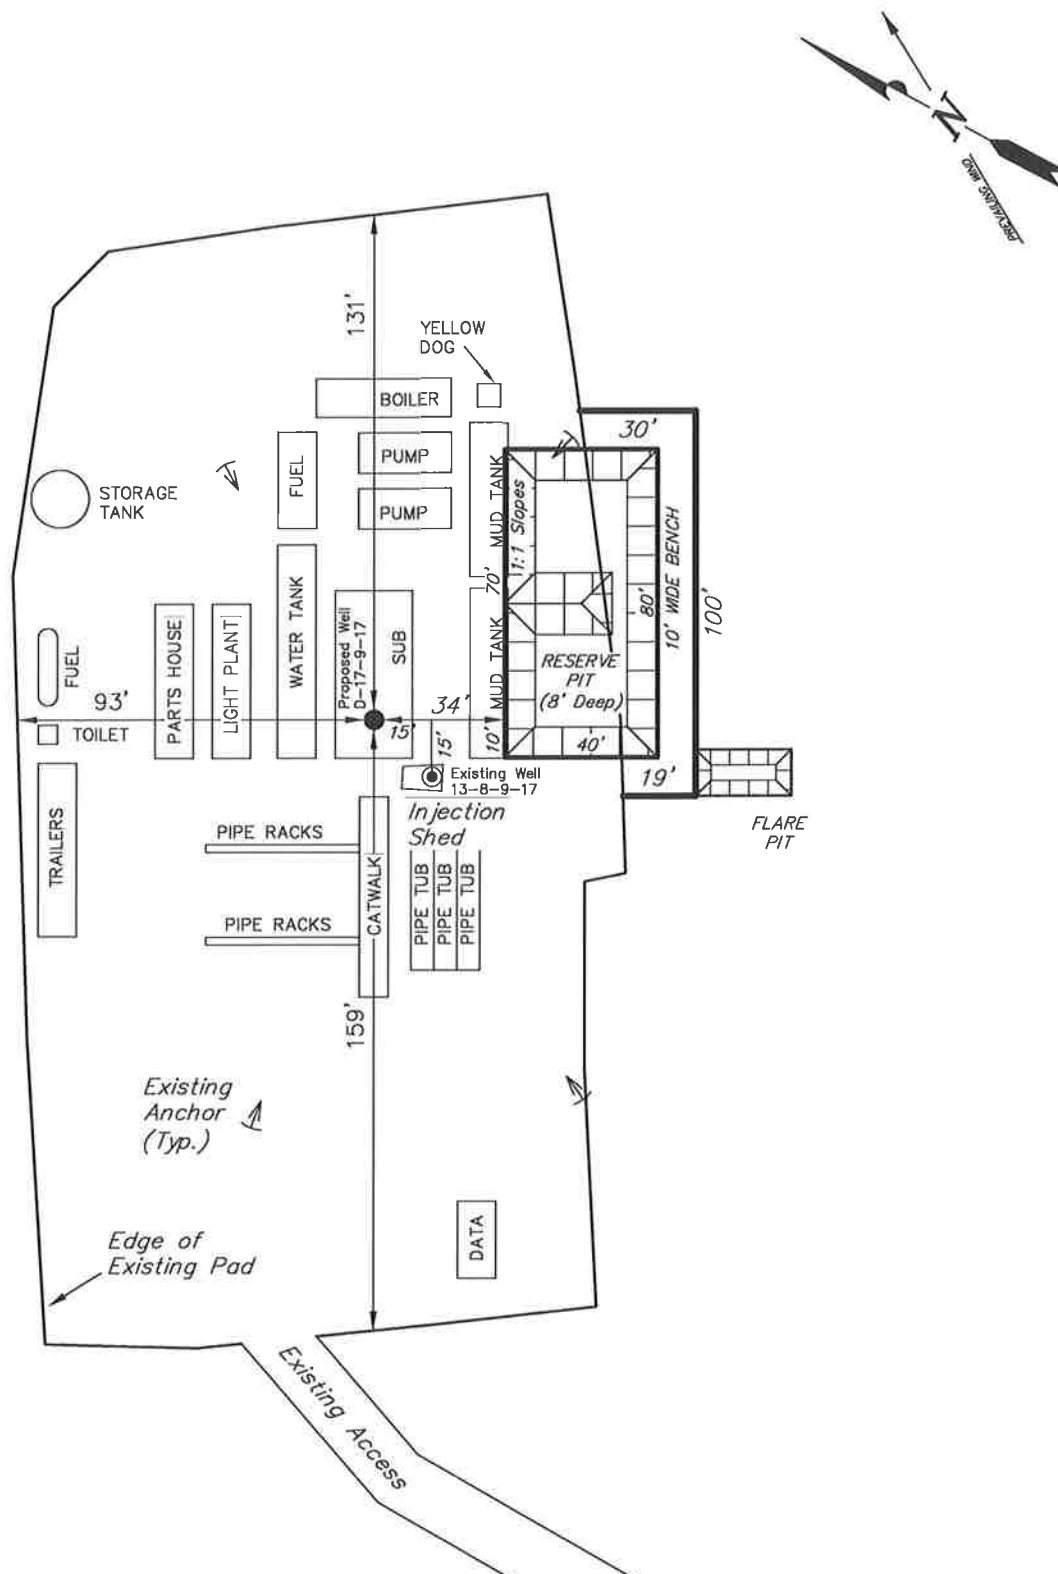 N
PREVAILING WIND
131'
YELLOW
DOG
BOILER
PUMP
PUMP
FUEL
MUD TANK
1:1 Slopes
30'
STORAGE
TANK
70'
80'
10' WIDE BENCH
100'
WATER TANK
Proposed Well
D-17-9-17
SUB
MUD TANK
RESERVE
PIT
(8' Deep)
PARTS HOUSE
LIGHT PLANT
FUEL
93'
34'
TOILET
15'
15'
10'
40'
19'
Existing Well
13-8-9-17
Injection
Shed
FLARE
PIT
TRAILERS
PIPE RACKS
CATWALK
PIPE TUB
PIPE TUB
PIPE TUB
PIPE RACKS
159'
Existing
Anchor
(Typ.)
DATA
Edge of
Existing Pad
Existing Access